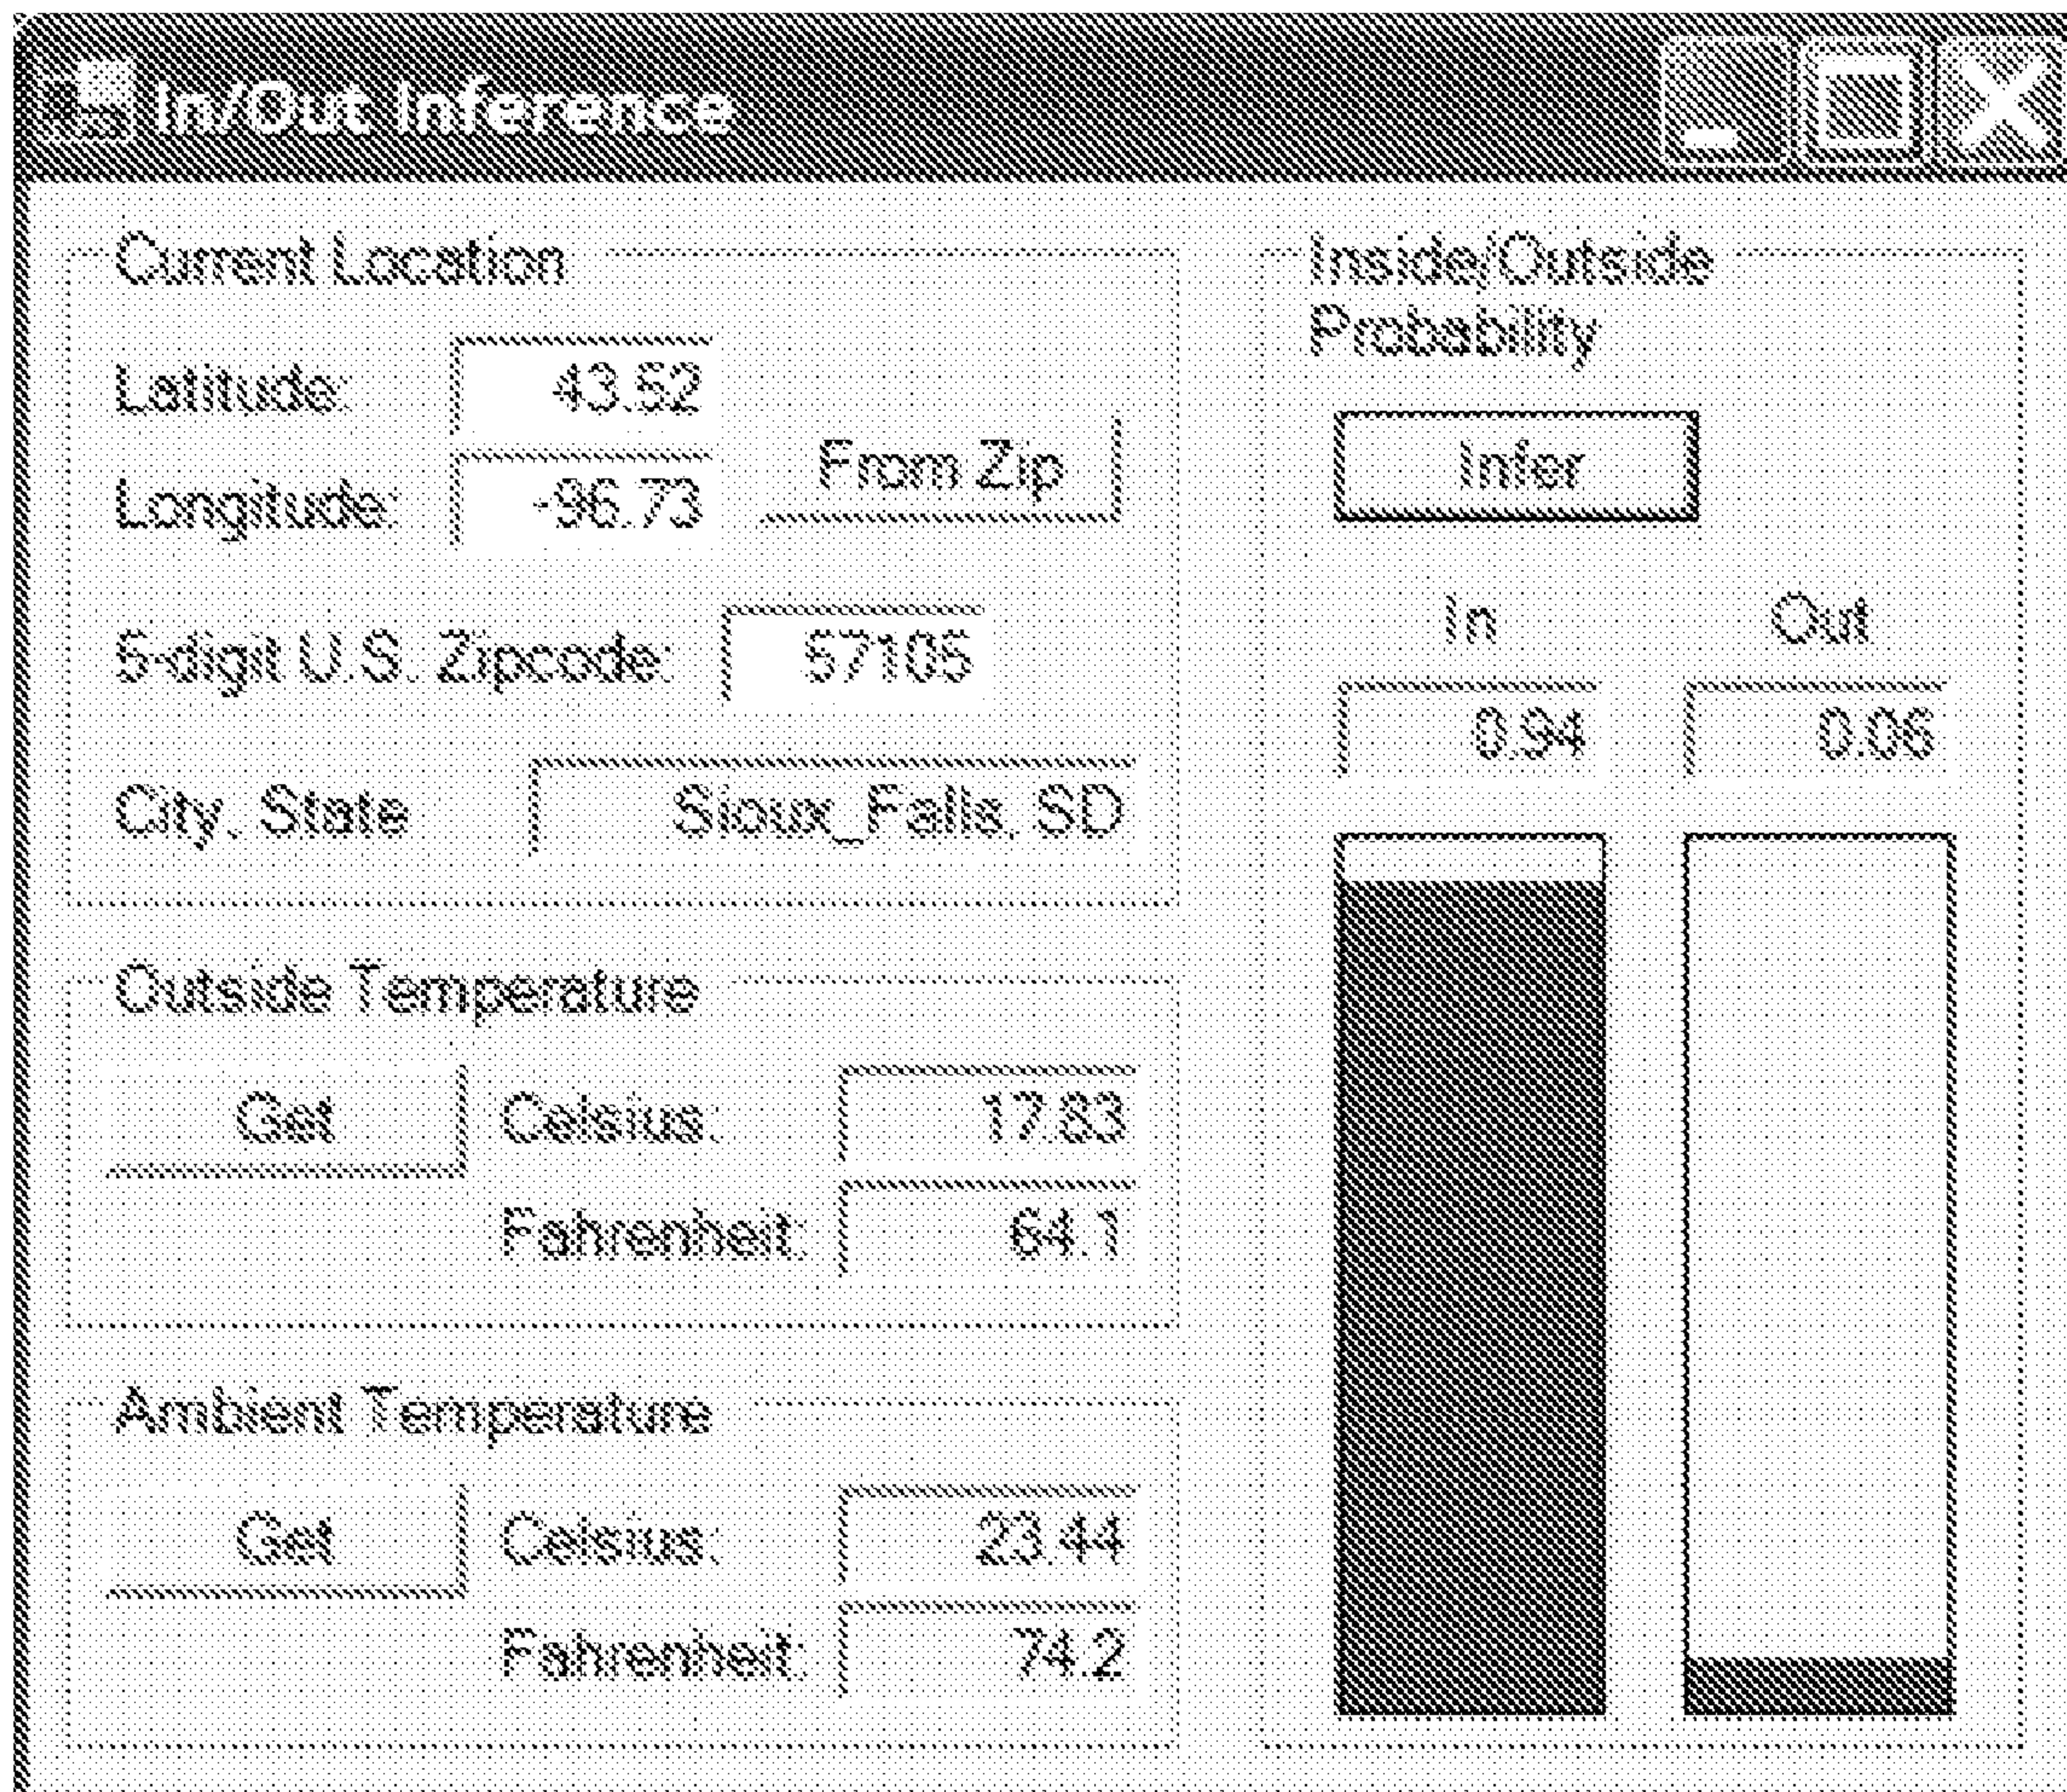 In/Out Inference
Current Location
Latitude: 43.52
Longitude: -96.73
From Zip
5-digit U.S. Zipcode: 57105
City, State Sioux_Falls, SD
Outside Temperature
Get Celsius: 17.83
Fahrenheit: 64.1
Ambient Temperature
Get Celsius: 23.44
Fahrenheit: 74.2
Inside/Outside
Probability
Infer
In Out
0.94 0.06